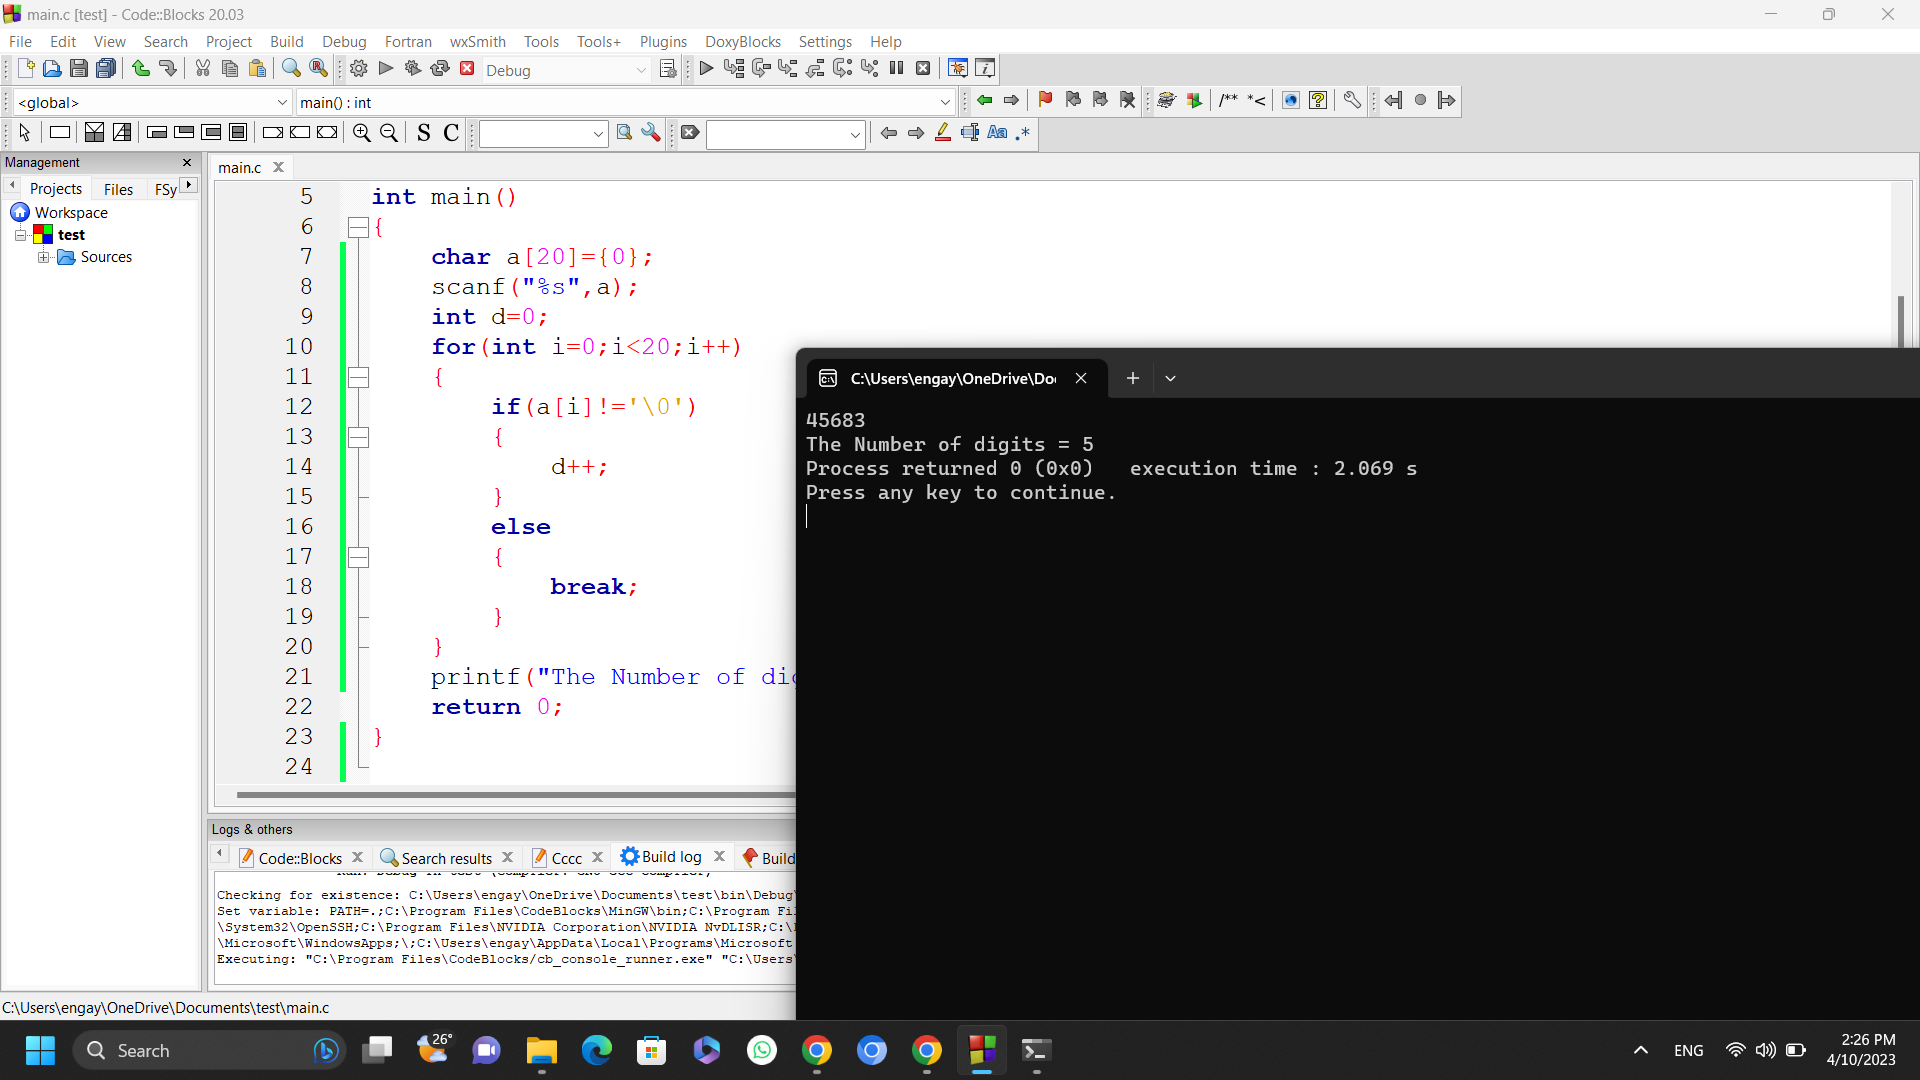 main.c [test] - Code::Blocks 20.03
File Edit View Search Project Build Debug Fortran wxSmith Tools Tools+ Plugins DoxyBlocks Settings Help
Debug
<global> main() : int
/** *<
S C Aa .*
Management
Projects Files FSy
Workspace
test
Sources
main.c
5 int main()
6 {
7 char a[20]={0};
8 scanf("%s",a);
9 int d=0;
10 for(int i=0;i<20;i++)
11 {
12 if(a[i]!='\0')
13 {
14 d++;
15 }
16 else
17 {
18 break;
19 }
20 }
21 printf("The Number of di
22 return 0;
23 }
24
C:\Users\engay\OneDrive\Do
45683
The Number of digits = 5
Process returned 0 (0x0) execution time : 2.069 s
Press any key to continue.
Logs & others
Code::Blocks Search results Cccc Build log Build
Checking for existence: C:\Users\engay\OneDrive\Documents\test\bin\Debug\
Set variable: PATH=.;C:\Program Files\CodeBlocks\MinGW\bin;C:\Program Fi
\System32\OpenSSH;C:\Program Files\NVIDIA Corporation\NVIDIA NvDLISR;C:\
\Microsoft\WindowsApps;\;C:\Users\engay\AppData\Local\Programs\Microsoft
Executing: "C:\Program Files\CodeBlocks/cb_console_runner.exe" "C:\Users\
C:\Users\engay\OneDrive\Documents\test\main.c
Search 26° ENG 2:26 PM
4/10/2023